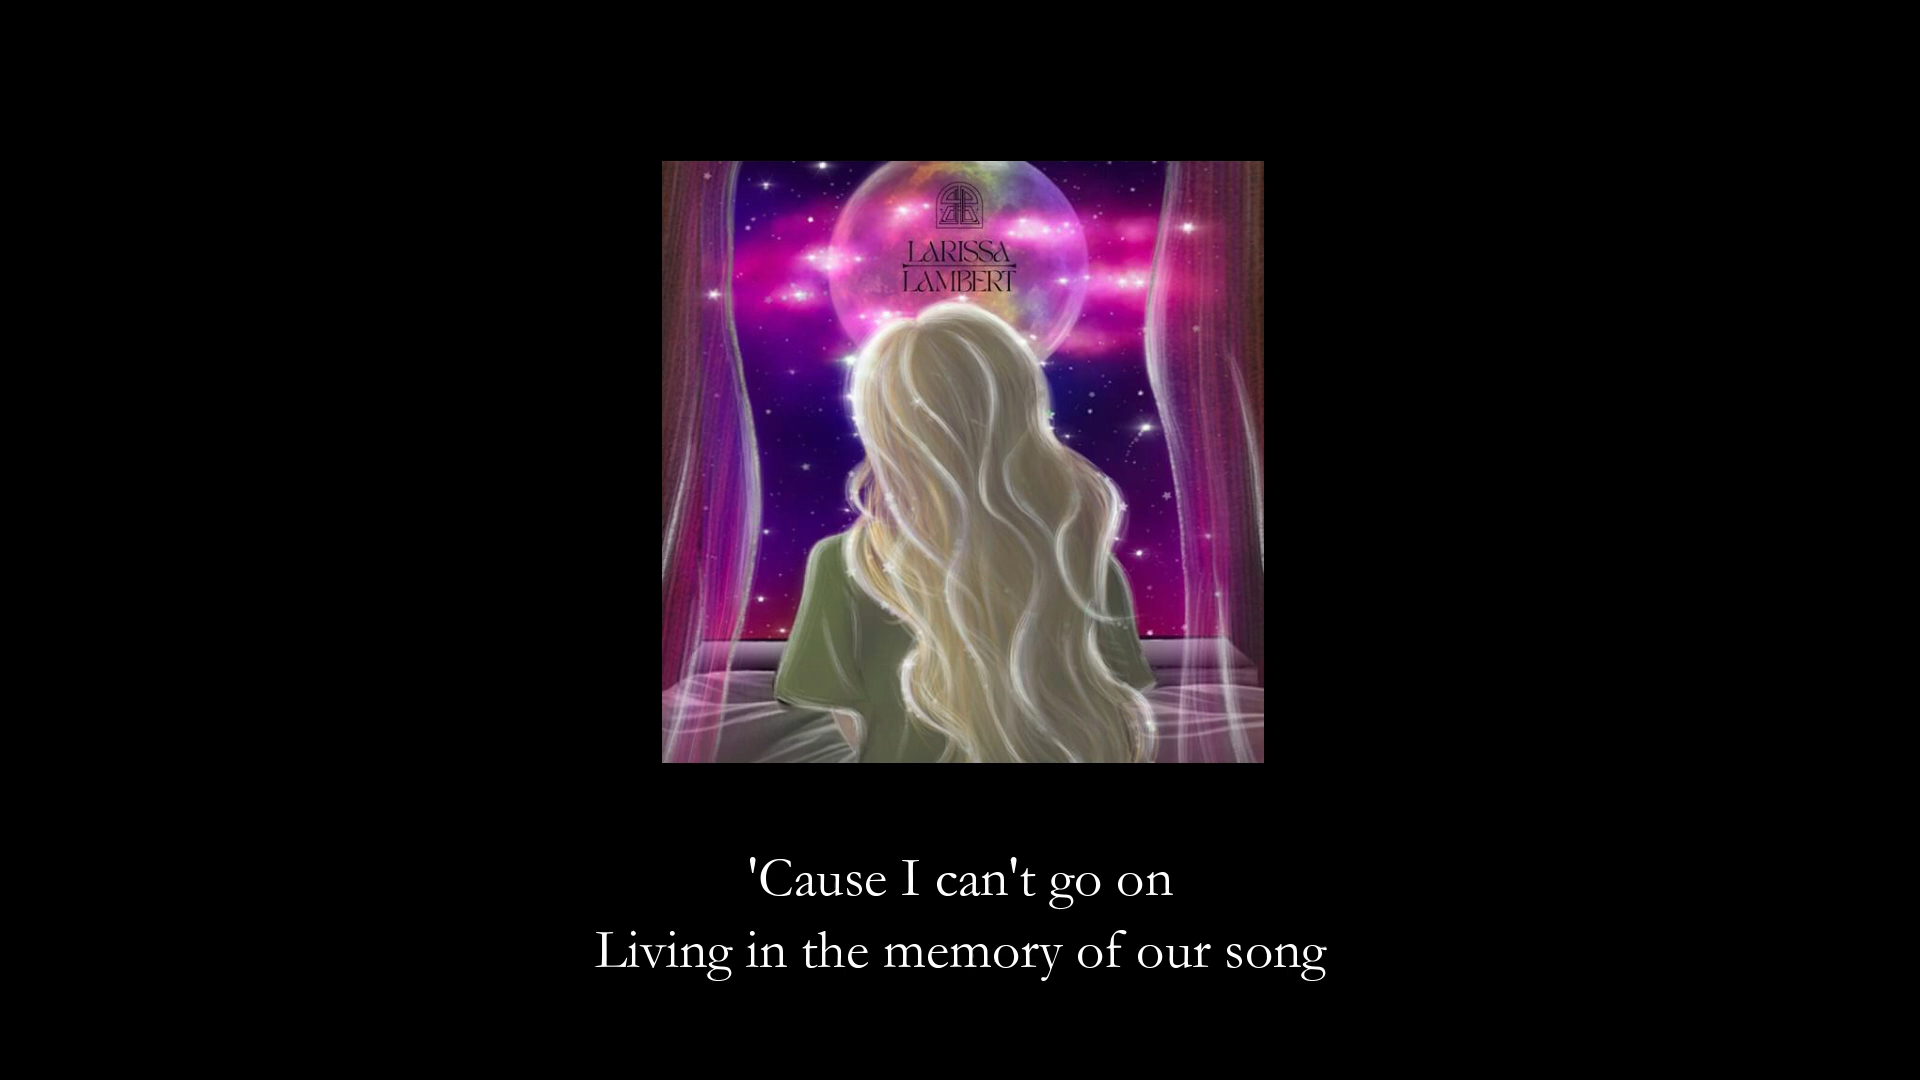 LARISSA
LAMBERT
'Cause I can't go on
Living in the memory of our song